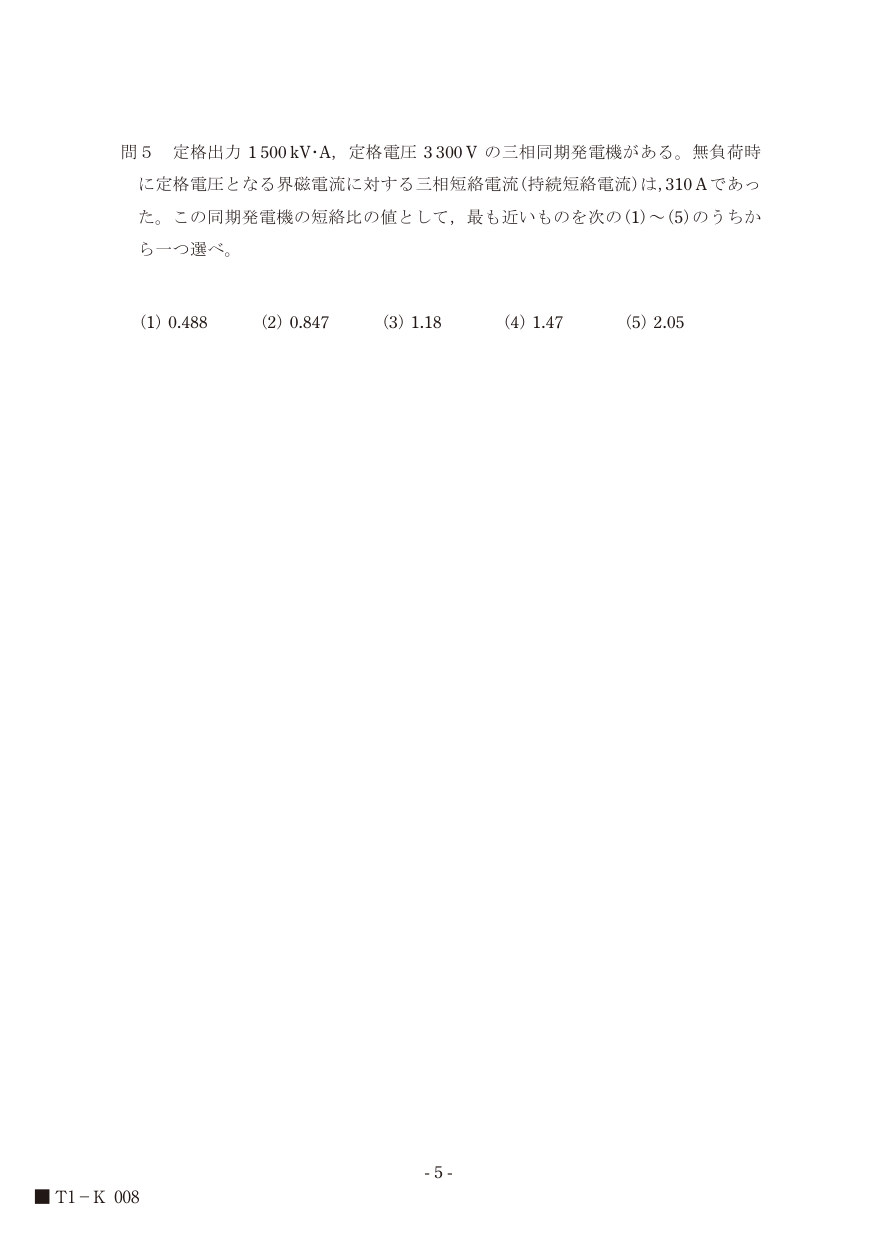 問５　定格出力 1 500 kV･A，定格電圧 3 300 V の三相同期発電機がある。無負荷時
に定格電圧となる界磁電流に対する三相短絡電流(持続短絡電流)は, 310 A であっ
た。この同期発電機の短絡比の値として，最も近いものを次の(1)～(5)のうちか
ら一つ選べ。
(1) 0.488　(2) 0.847　(3) 1.18　(4) 1.47　(5) 2.05
- 5 -
■ T1－K 008